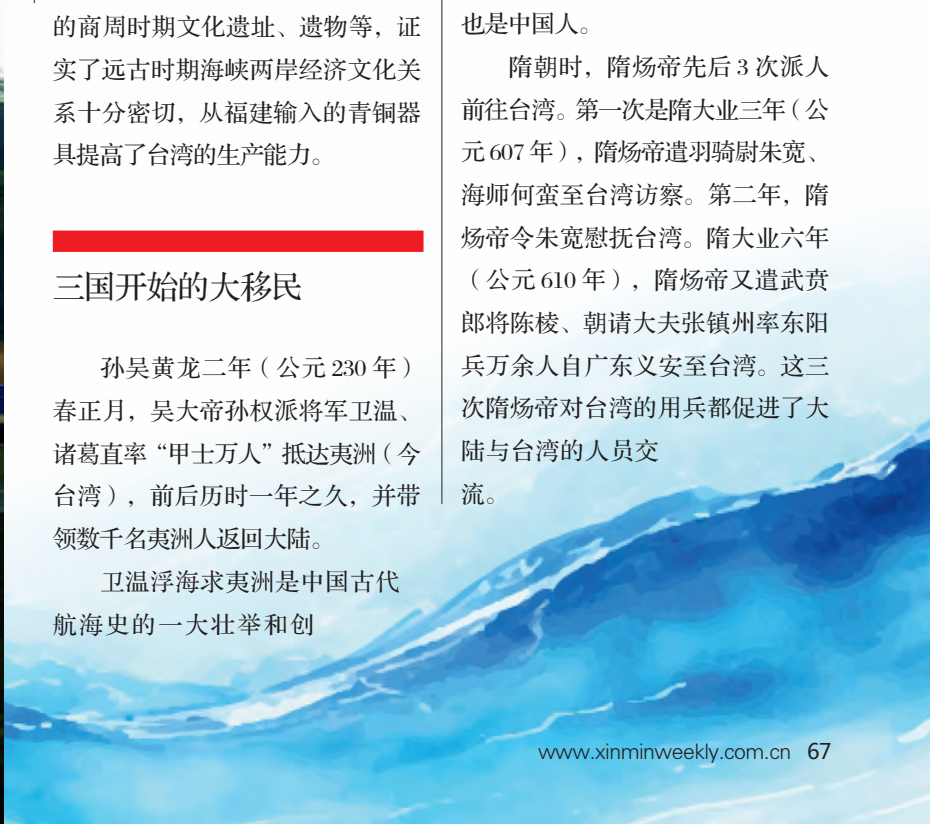 的商周时期文化遗址、遗物等，证
实了远古时期海峡两岸经济文化关
系十分密切，从福建输入的青铜器
具提高了台湾的生产能力。
三国开始的大移民
孙吴黄龙二年（公元 230 年）
春正月，吴大帝孙权派将军卫温、
诸葛直率“甲士万人”抵达夷洲（今
台湾），前后历时一年之久，并带
领数千名夷洲人返回大陆。
卫温浮海求夷洲是中国古代
航海史的一大壮举和创
也是中国人。
隋朝时，隋炀帝先后 3 次派人
前往台湾。第一次是隋大业三年（公
元 607 年），隋炀帝遣羽骑尉朱宽、
海师何蛮至台湾访察。第二年，隋
炀帝令朱宽慰抚台湾。隋大业六年
（公元 610 年），隋炀帝又遣武贲
郎将陈棱、朝请大夫张镇州率东阳
兵万余人自广东义安至台湾。这三
次隋炀帝对台湾的用兵都促进了大
陆与台湾的人员交
流。
www.xinminweekly.com.cn 67